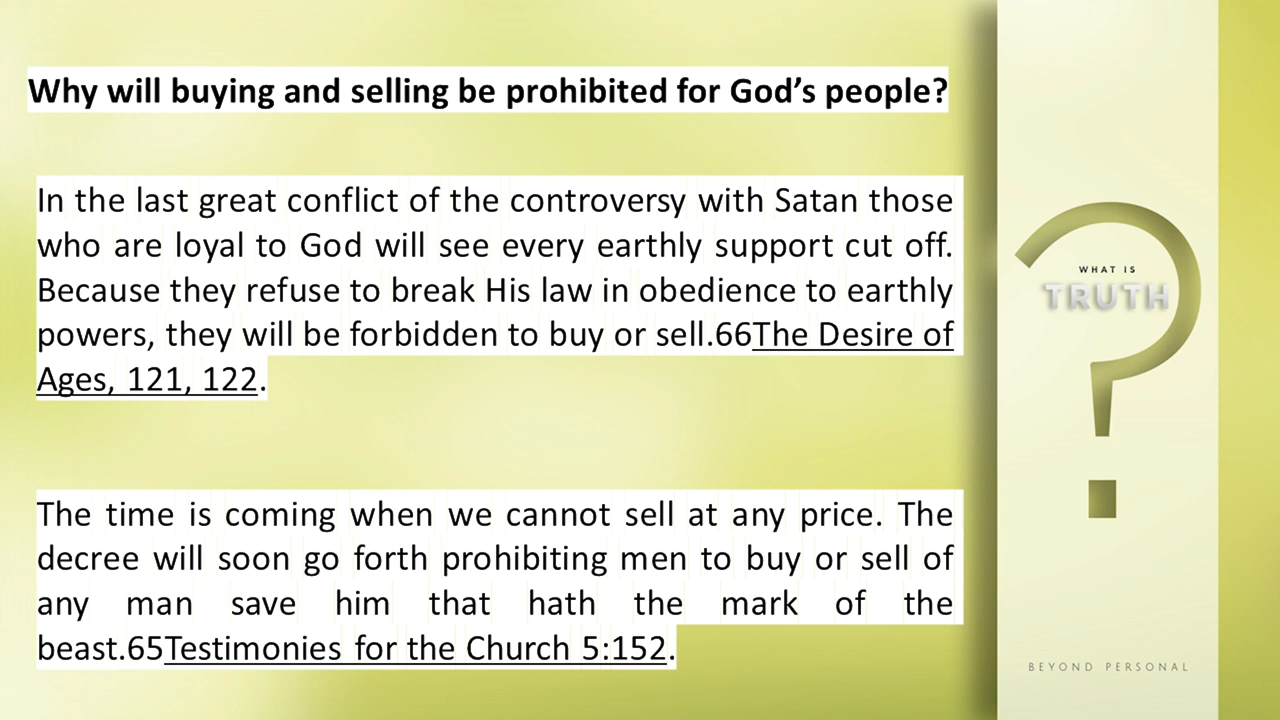 Why will buying and selling be prohibited for God’s people?
In the last great conflict of the controversy with Satan those
who are loyal to God will see every earthly support cut off.
Because they refuse to break His law in obedience to earthly
powers, they will be forbidden to buy or sell.66The Desire of
Ages, 121, 122.
The time is coming when we cannot sell at any price. The
decree will soon go forth prohibiting men to buy or sell of
any man save him that hath the mark of the
beast.65Testimonies for the Church 5:152.
WHAT IS
TRUTH
?
BEYOND PERSONAL